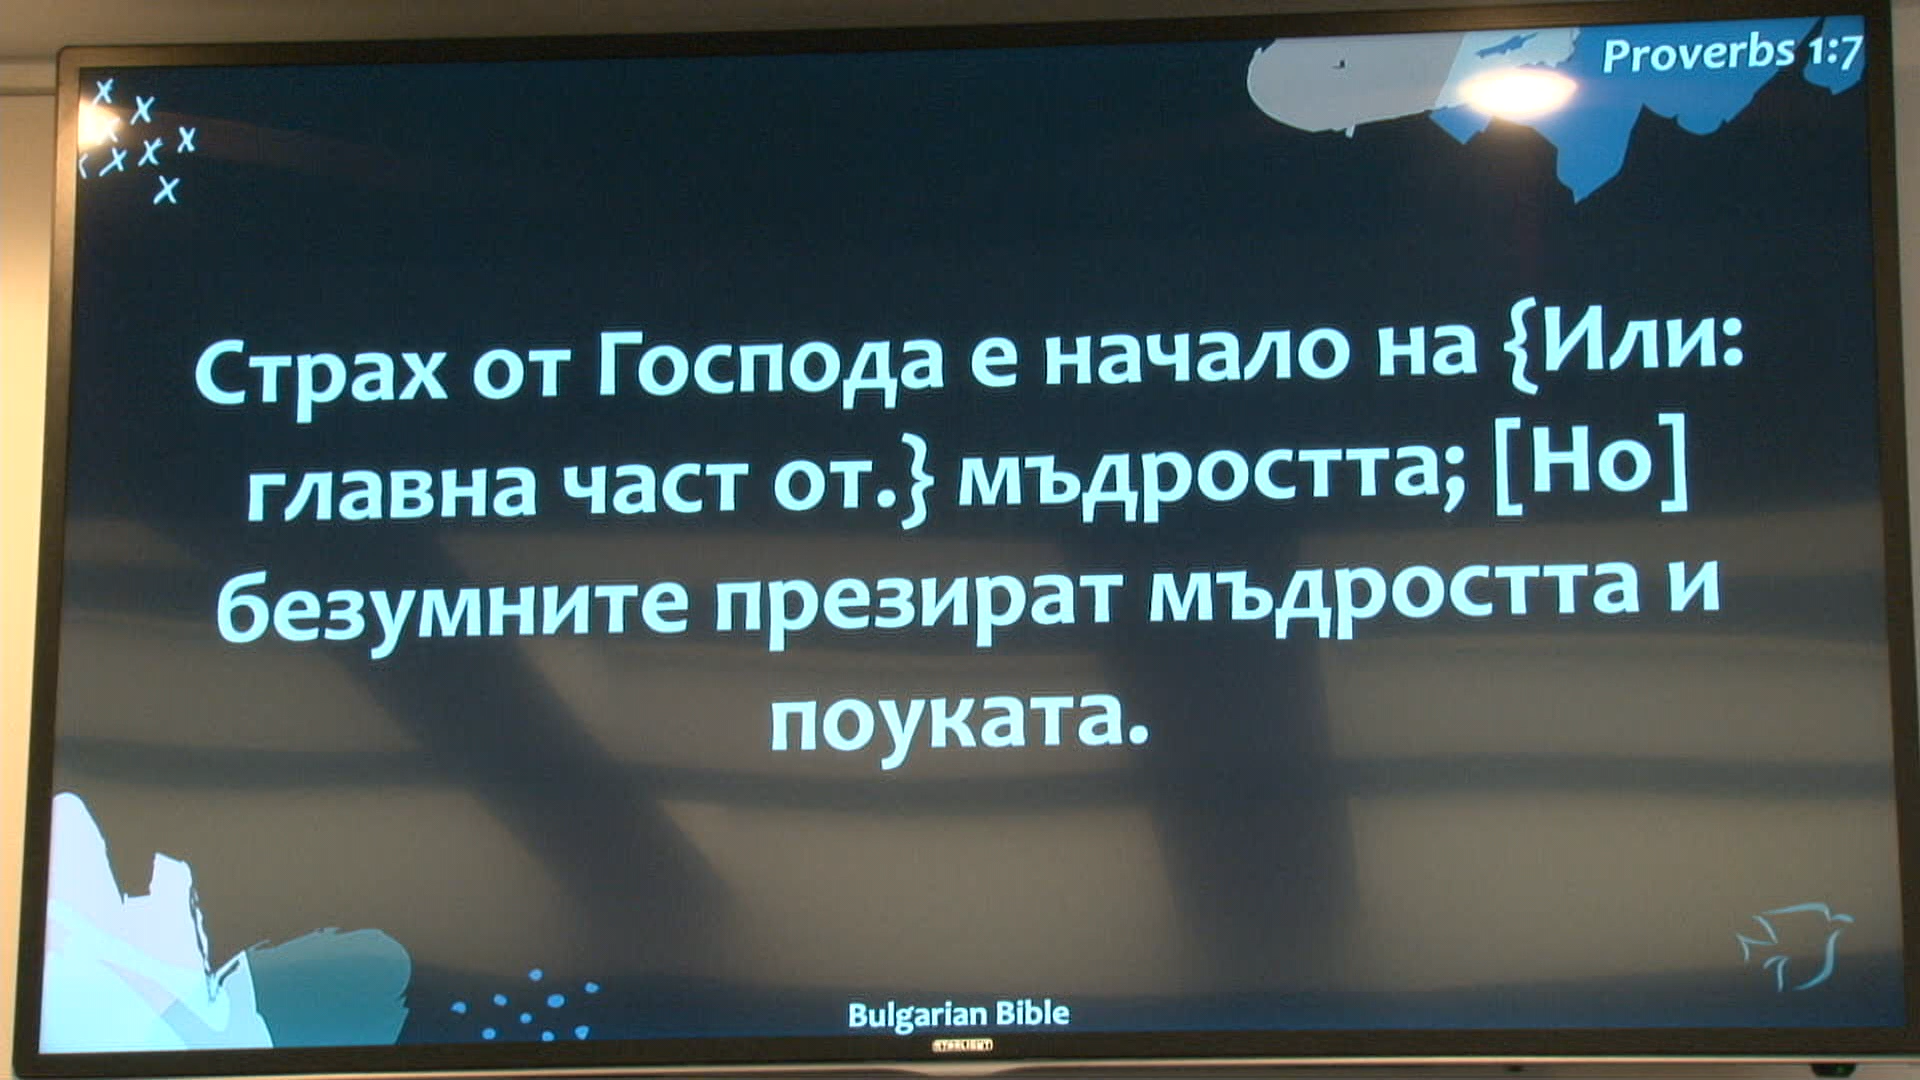 Proverbs 1:7
Страх от Господа е начало на {Или:
главна част от.} мъдростта; [Но]
безумните презират мъдростта и
поуката.
Bulgarian Bible
STARLIGHT